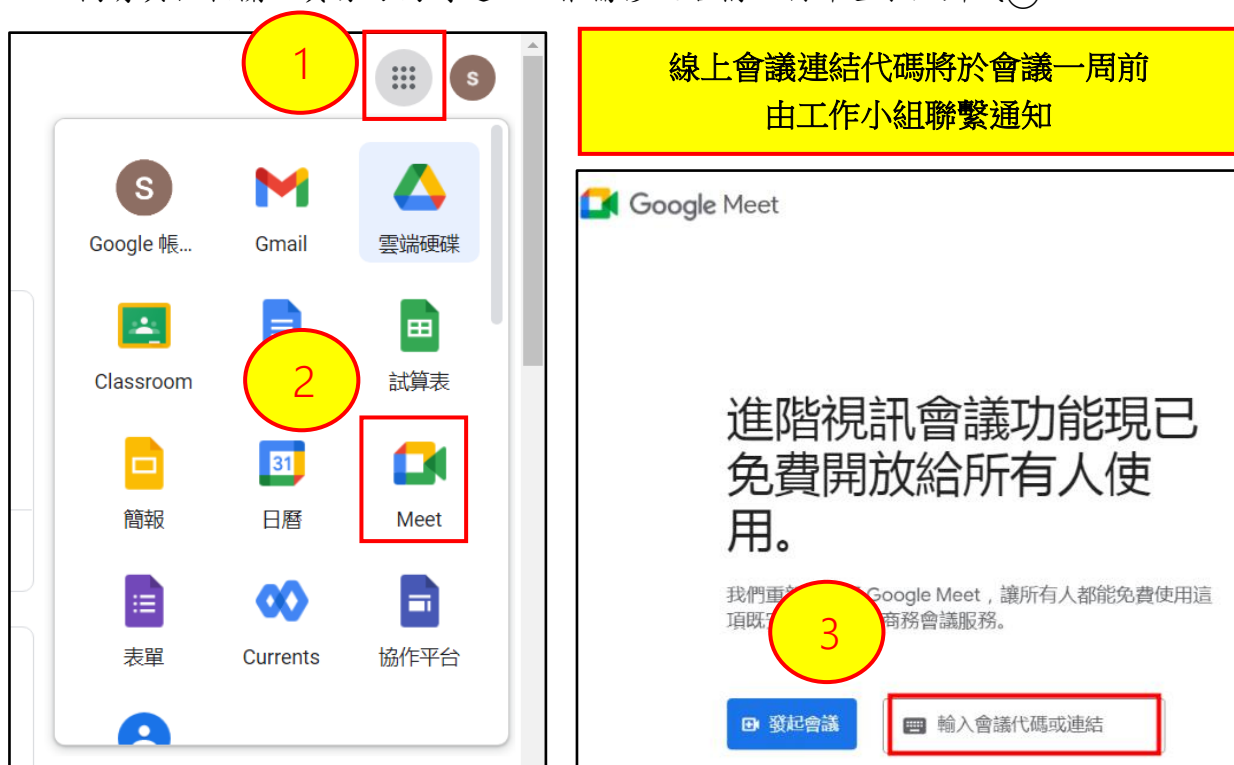 1
S
線上會議連結代碼將於會議一周前
由工作小組聯繫通知
S
Google 帳...
Gmail
雲端硬碟
Classroom
2
試算表
31
簡報
日曆
Meet
表單
Currents
協作平台
Google Meet
進階視訊會議功能現已
免費開放給所有人使
用。
我們重
Google Meet，讓所有人都能免費使用這
項既
商務會議服務。
3
發起會議
輸入會議代碼或連結